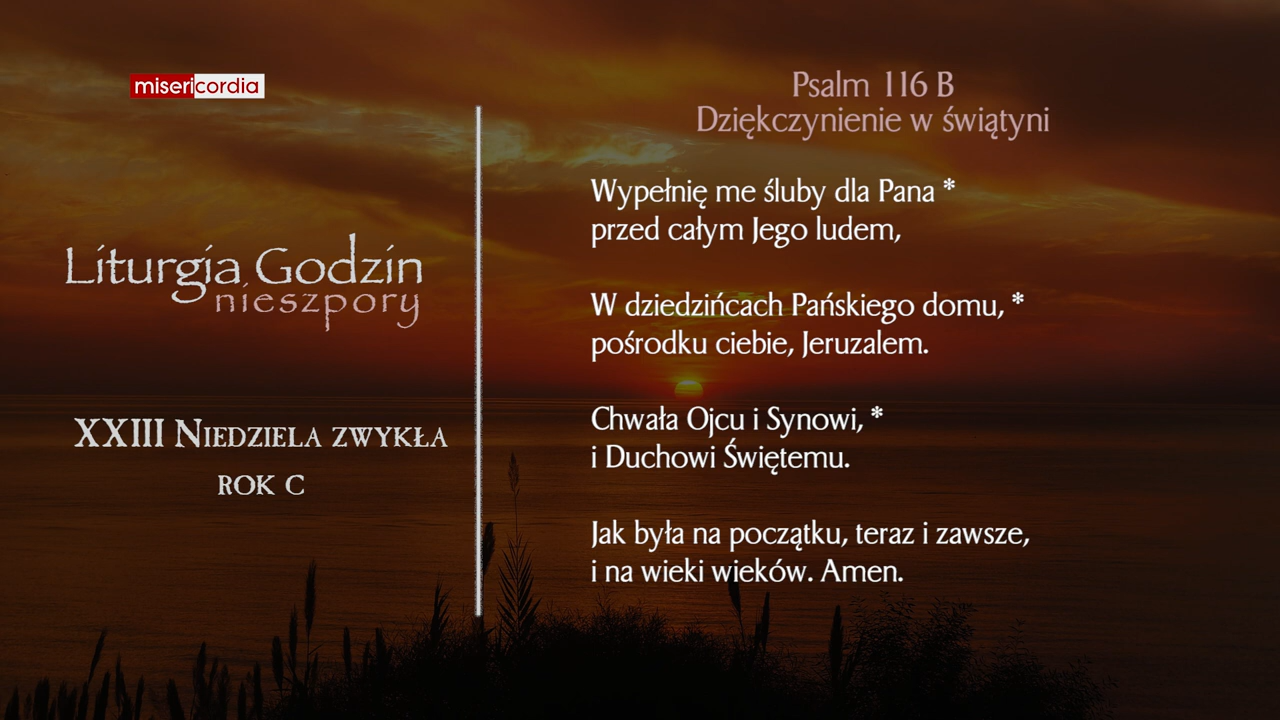 misericordia
Liturgia Godzin
nieszpory
XXIII Niedziela zwykła
rok C
Psalm 116 B
Dziękczynienie w świątyni
Wypełnię me śluby dla Pana *
przed całym Jego ludem,
W dziedzińcach Pańskiego domu, *
pośrodku ciebie, Jeruzalem.
Chwała Ojcu i Synowi, *
i Duchowi Świętemu.
Jak była na początku, teraz i zawsze,
i na wieki wieków. Amen.